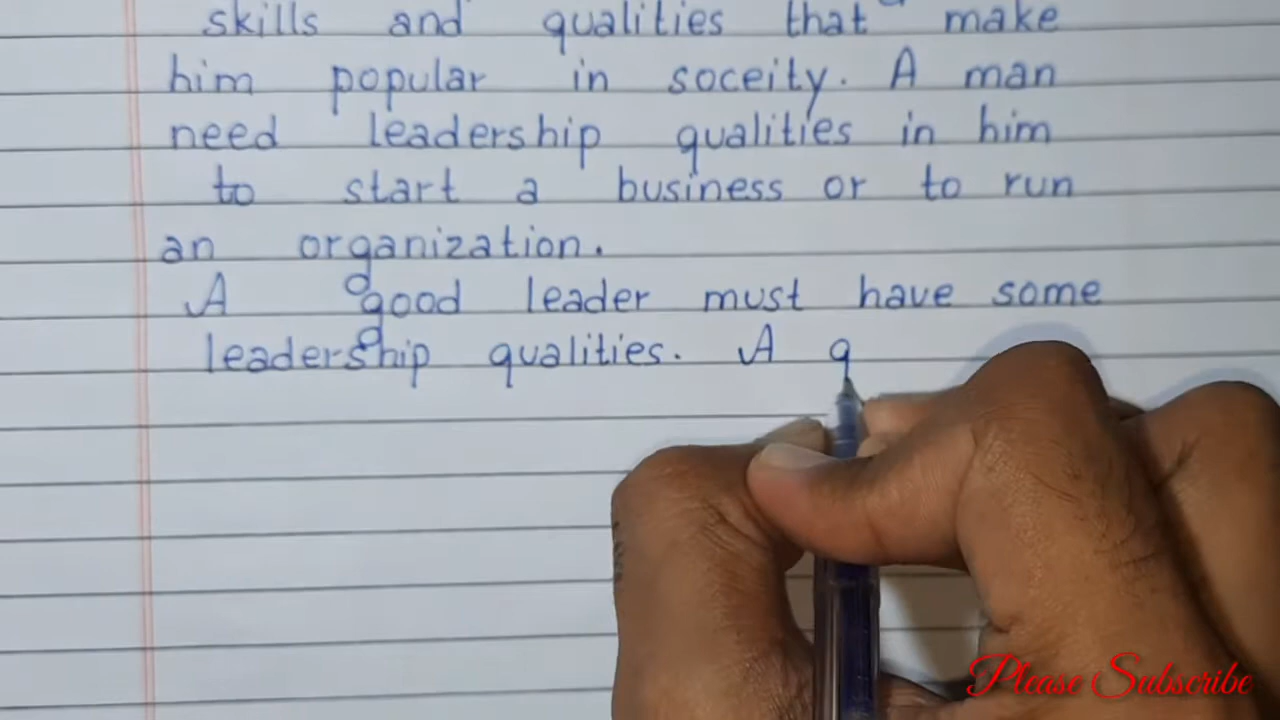 skills and qualities that make
him popular in soceity. A man
need leadership qualities in him
to start a business or to run
an organization.
A good leader must have some
leadership qualities. A g
Please Subscribe